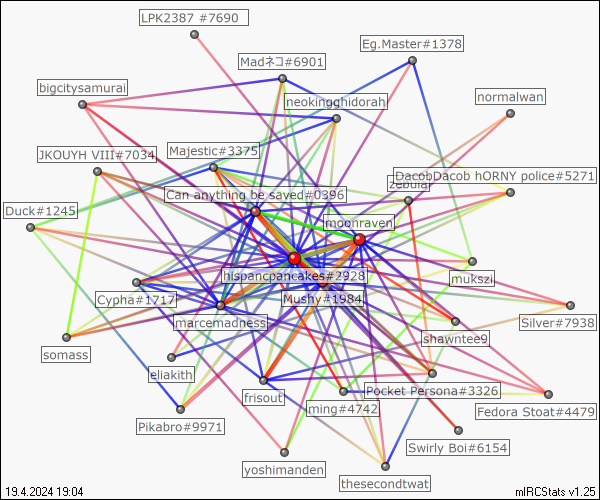 LPK2387 #7690
Eg.Master#1378
Madネコ#6901
bigcitysamurai
neokingghidorah
normalwan
Majestic#3375
JKOUYH VIII#7034
DacobDacob hORNY police#5271
zebula
Can anything be saved#0396
Duck#1245
moonraven
hispancpancakes#2928
mukszi
Cypha#1717
Mushy#1984
marcemadness
Silver#7938
shawntee9
somass
eliakith
Pocket Persona#3326
frisout
ming#4742
Fedora Stoat#4479
Pikabro#9971
Swirly Boi#6154
yoshimanden
thesecondtwat
19.4.2024 19:04
mIRCStats v1.25